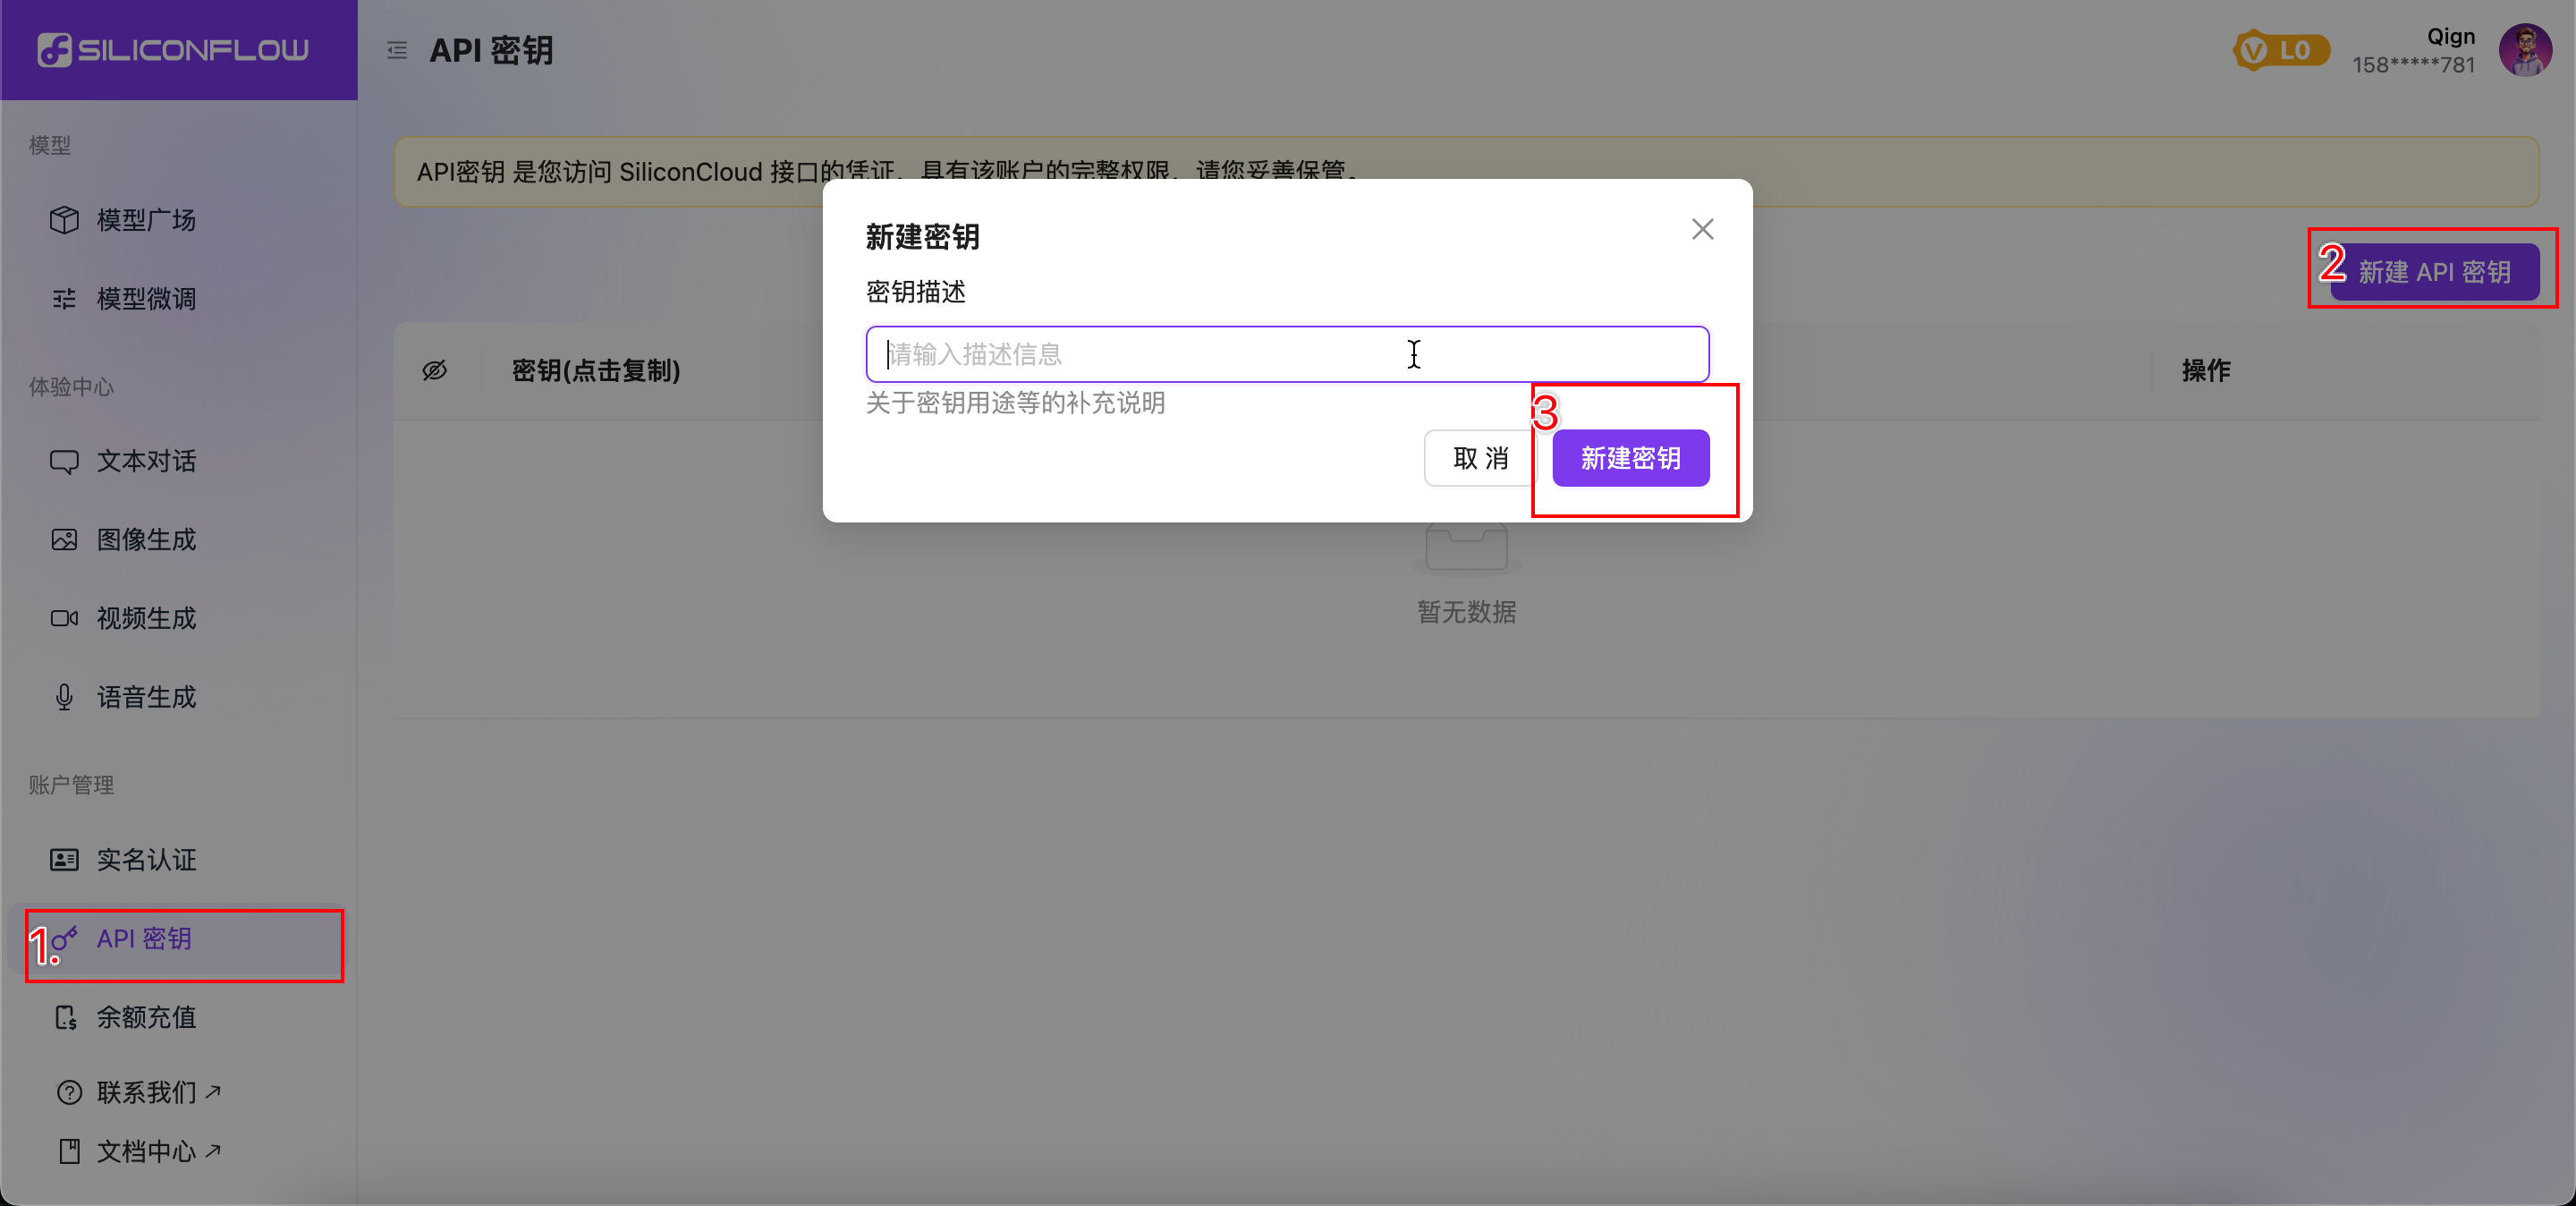 SILICONFLOW
API 密钥
L0
Qign
158*****781
模型
模型广场
模型微调
体验中心
文本对话
图像生成
视频生成
语音生成
账户管理
实名认证
1.
API 密钥
余额充值
联系我们
文档中心
API密钥 是您访问 SiliconCloud 接口的凭证，具有该账户的完整权限，请您妥善保管。
2
新建 API 密钥
密钥(点击复制)
操作
新建密钥
密钥描述
请输入描述信息
关于密钥用途等的补充说明
3
取 消
新建密钥
暂无数据